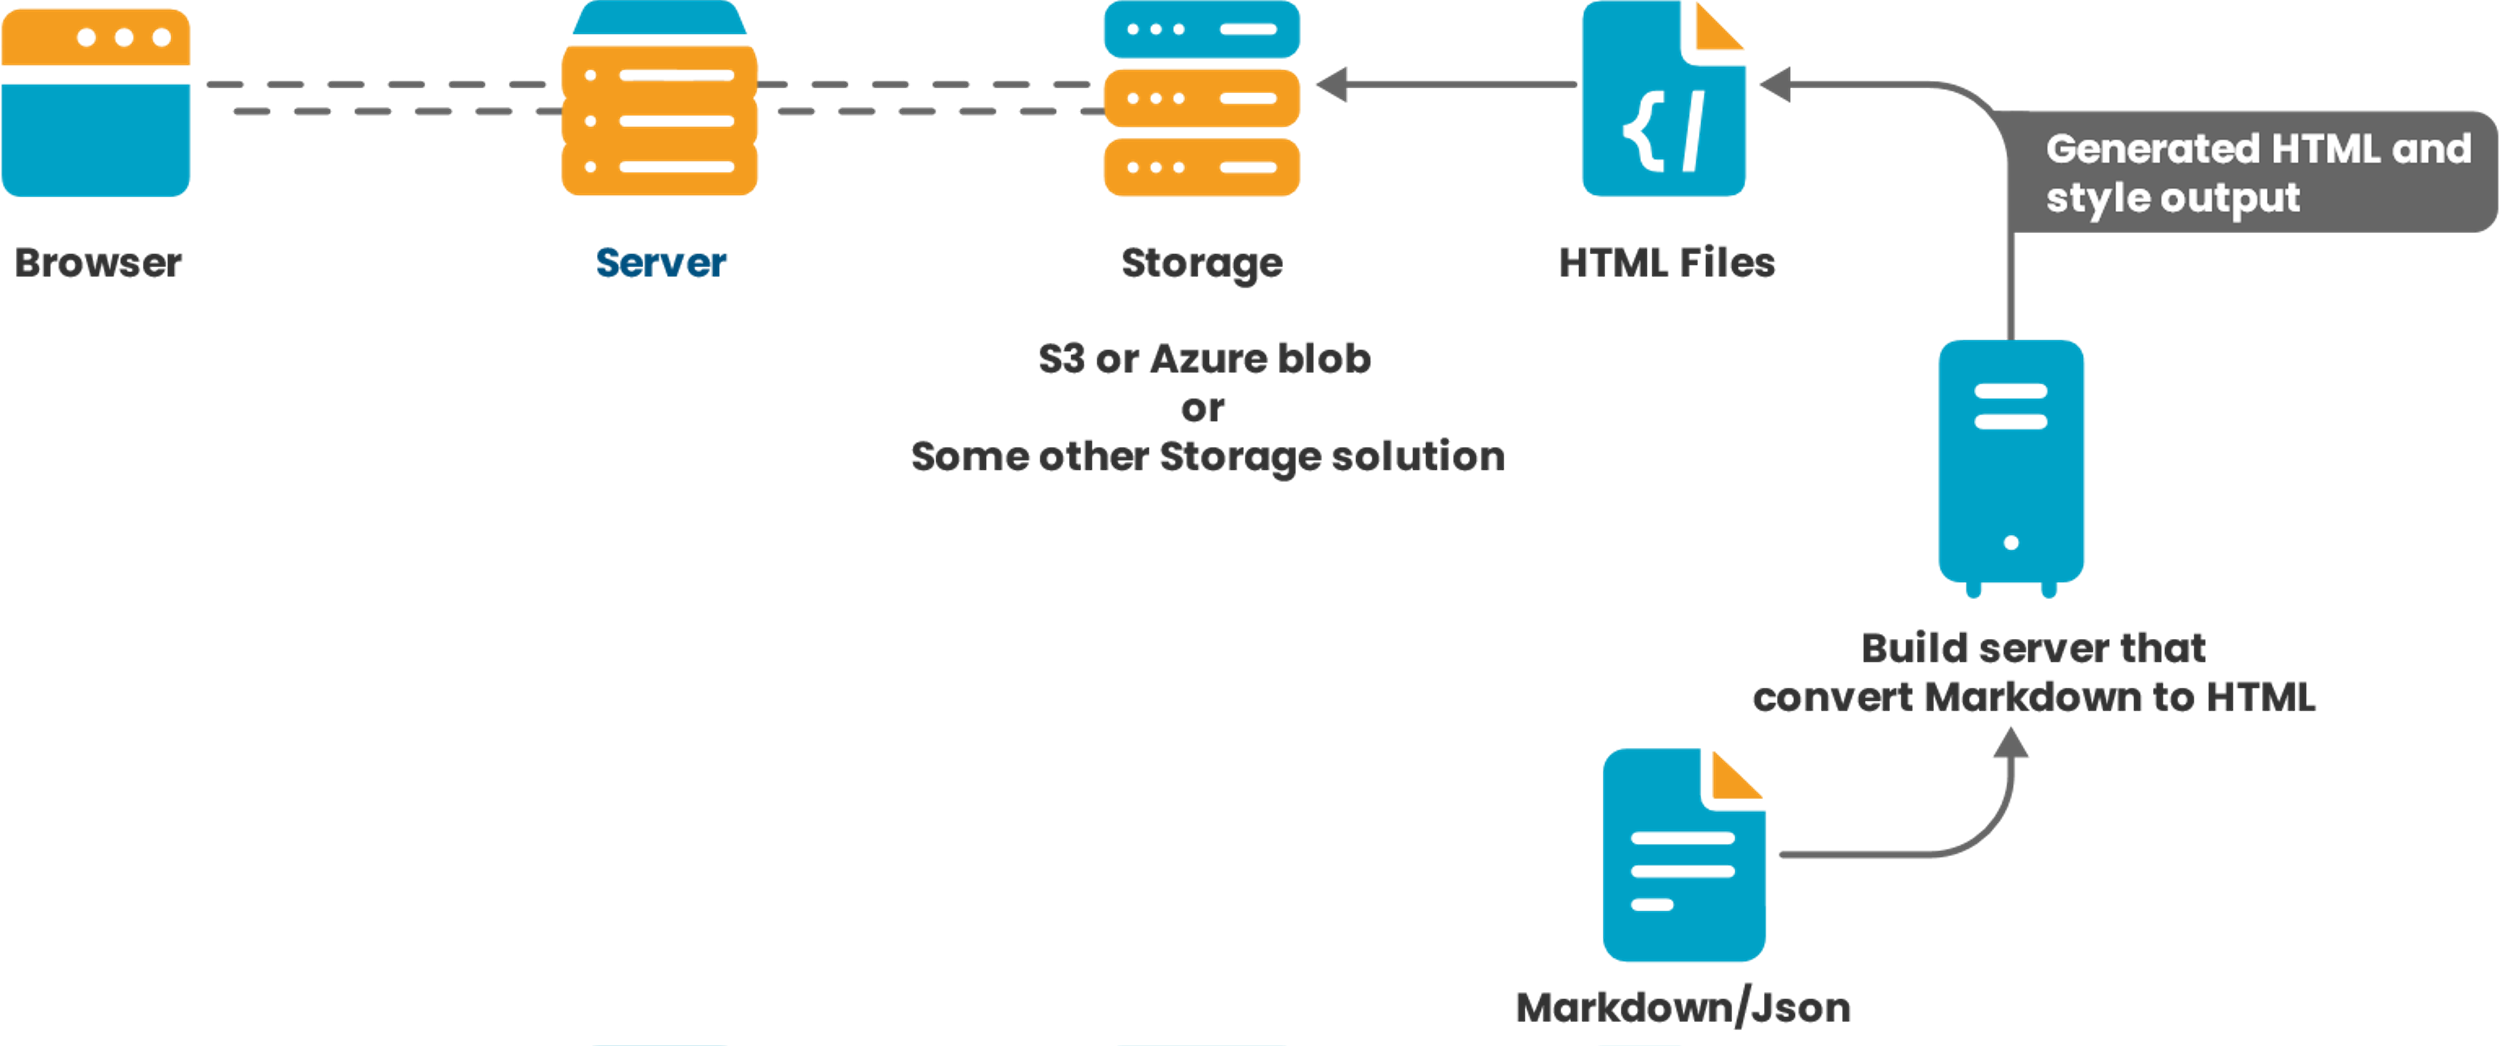 Generated HTML and
style output
Browser
Server
Storage
HTML Files
S3 or Azure blob
or
Some other Storage solution
Build server that
convert Markdown to HTML
Markdown/Json